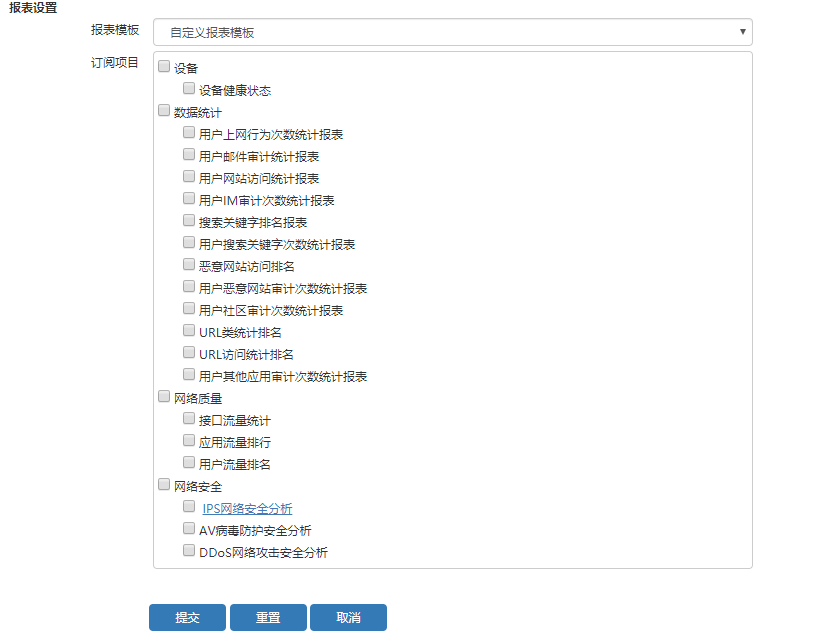 报表设置
报表模板
自定义报表模板
订阅项目
设备
设备健康状态
数据统计
用户上网行为次数统计报表
用户邮件审计统计报表
用户网站访问统计报表
用户IM审计次数统计报表
搜索关键字排名报表
用户搜索关键字次数统计报表
恶意网站访问排名
用户恶意网站审计次数统计报表
用户社区审计次数统计报表
URL类统计排名
URL访问统计排名
用户其他应用审计次数统计报表
网络质量
接口流量统计
应用流量排行
用户流量排名
网络安全
IPS网络安全分析
AV病毒防护安全分析
DDoS网络攻击安全分析
提交 重置 取消